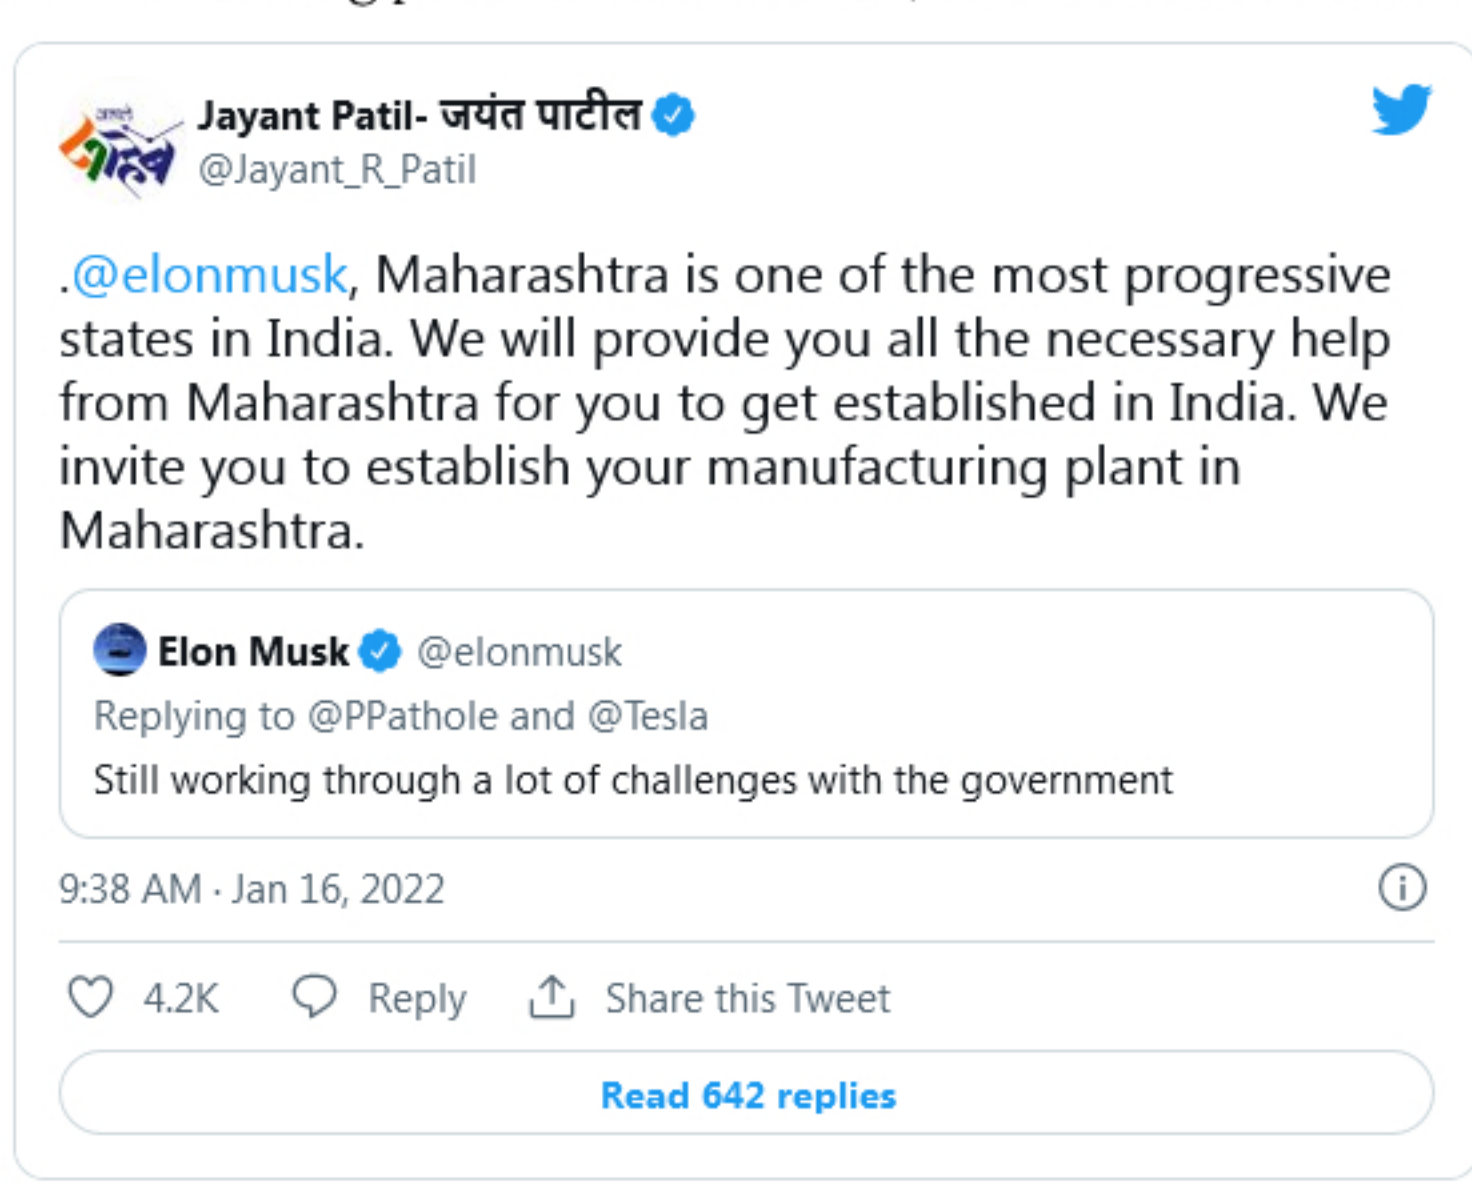 Jayant Patil- जयंत पाटील
@Jayant_R_Patil
.@elonmusk, Maharashtra is one of the most progressive
states in India. We will provide you all the necessary help
from Maharashtra for you to get established in India. We
invite you to establish your manufacturing plant in
Maharashtra.
Elon Musk @elonmusk
Replying to @PPathole and @Tesla
Still working through a lot of challenges with the government
9:38 AM · Jan 16, 2022
4.2K Reply Share this Tweet
Read 642 replies